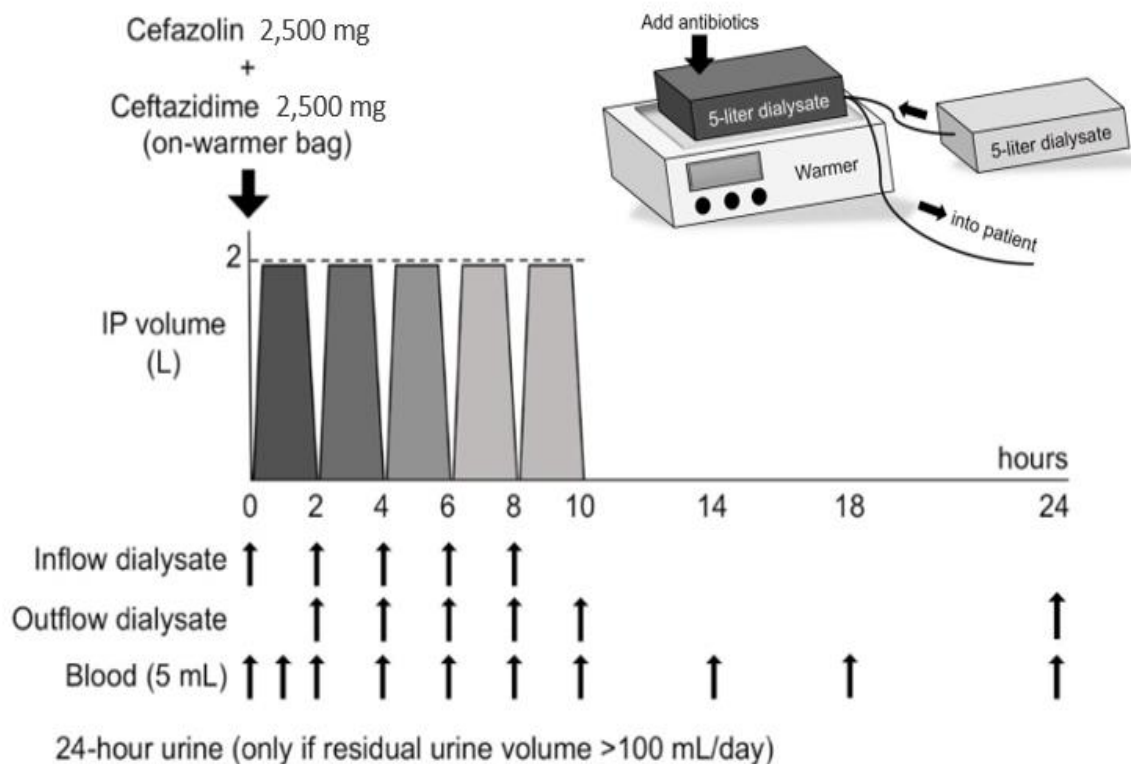 Cefazolin 2,500 mg
+
Ceftazidime 2,500 mg
(on-warmer bag)
Add antibiotics
5-liter dialysate
5-liter dialysate
Warmer
into patient
2
IP volume
(L)
hours
0 2 4 6 8 10 14 18 24
Inflow dialysate
Outflow dialysate
Blood (5 mL)
24-hour urine (only if residual urine volume >100 mL/day)